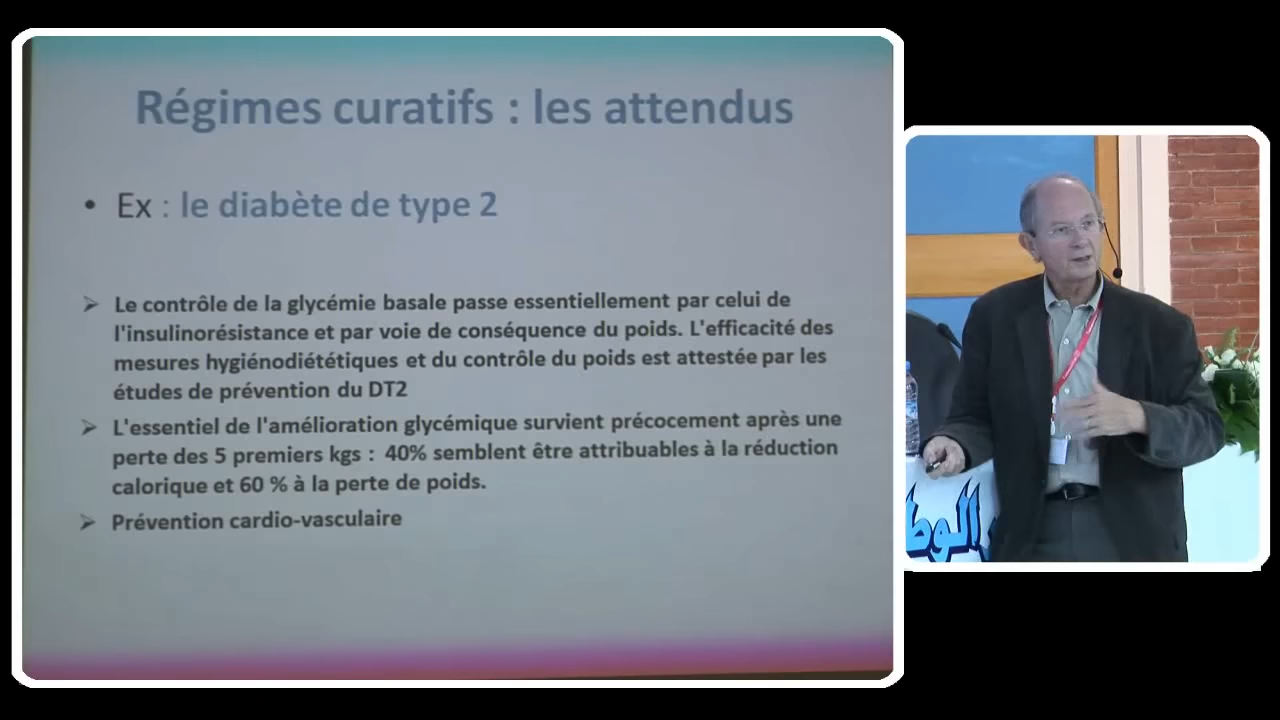 Régimes curatifs : les attendus
• Ex : le diabète de type 2
➢ Le contrôle de la glycémie basale passe essentiellement par celui de
l'insulinorésistance et par voie de conséquence du poids. L'efficacité des
mesures hygiénodiététiques et du contrôle du poids est attestée par les
études de prévention du DT2
➢ L'essentiel de l'amélioration glycémique survient précocement après une
perte des 5 premiers kgs : 40% semblent être attribuables à la réduction
calorique et 60 % à la perte de poids.
➢ Prévention cardio-vasculaire